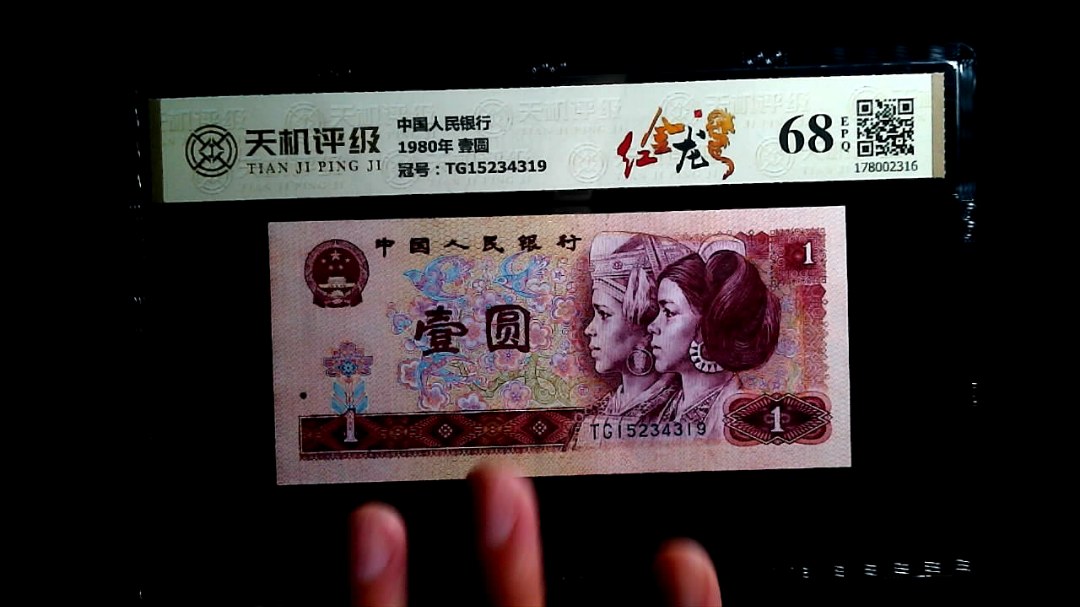 天机评级
TIAN JI PING JI
中国人民银行
1980年 壹圆
冠号：TG15234319
红金龙
68
EPQ
178002316
中国人民银行
1
壹圆
1
TG15234319
1